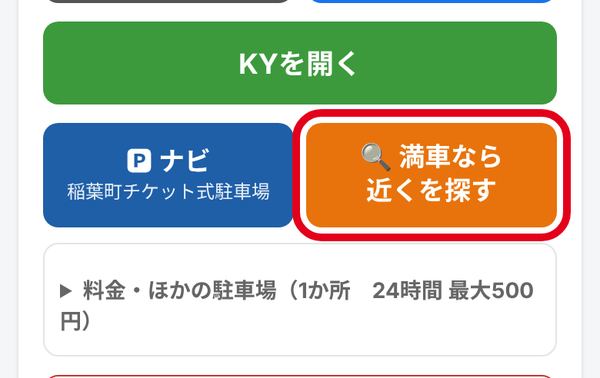 KYを開く
🅿 ナビ
稲葉町チケット式駐車場
🔍 満車なら
近くを探す
▶ 料金・ほかの駐車場（1か所　24時間 最大500
円）